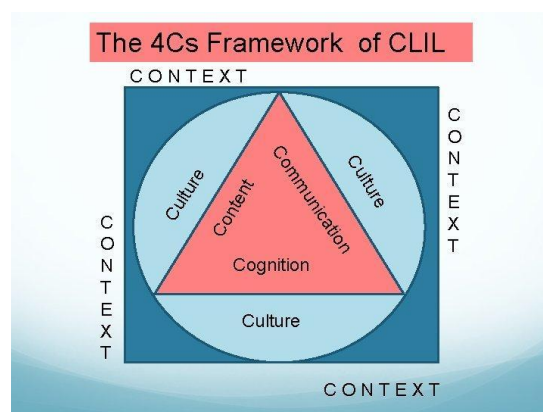 The 4Cs Framework of CLIL
CONTEXT
Culture
Content
Communication
Culture
CONTEXT
CONTEXT
Cognition
Culture
CONTEXT